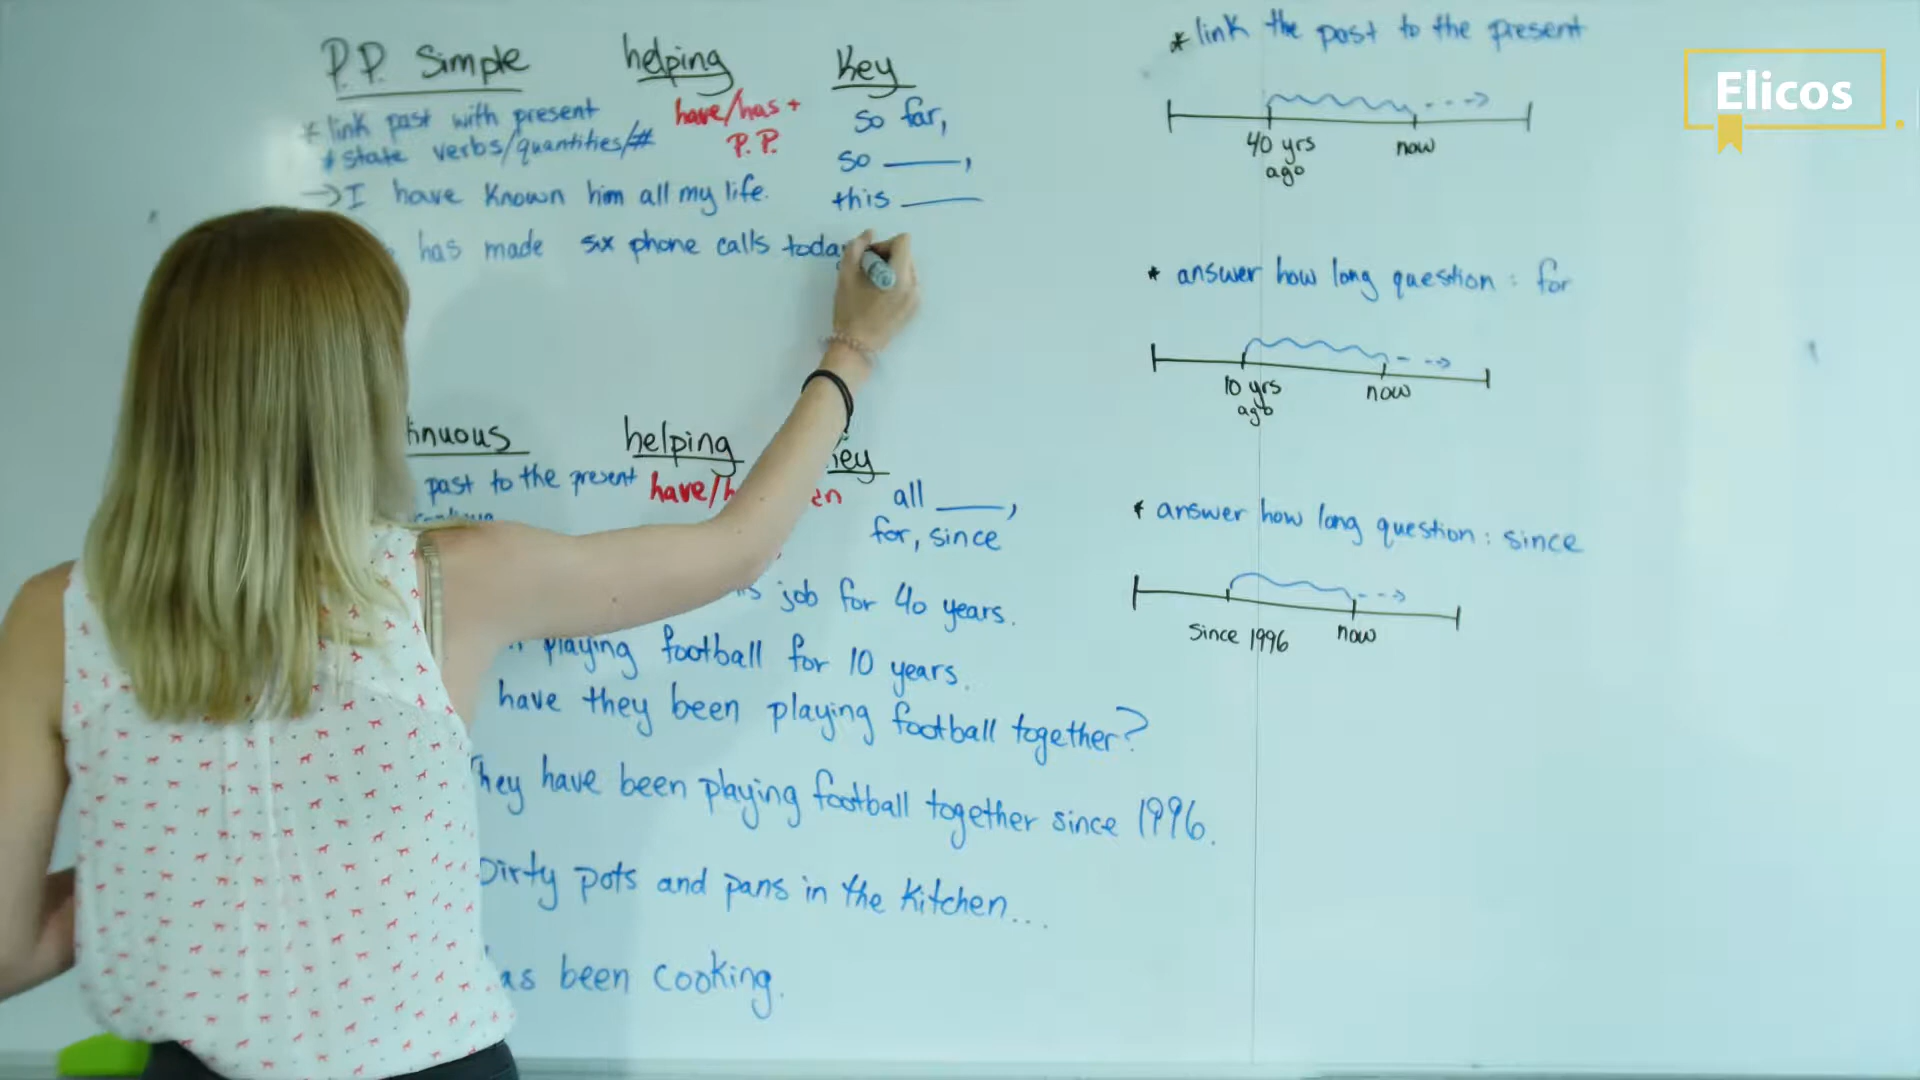 P.P. Simple
* link past with present
* state verbs/quantities/#
→ I have known him all my life.
has made six phone calls today
helping
have/has +
P.P.
Key
so far,
so ____,
this ____
past to the present
helping
all ____,
for, since
job for 40 years.
playing football for 10 years.
have they been playing football together?
They have been playing football together since 1996.
Dirty pots and pans in the kitchen...
been cooking.
* link the past to the present
40 yrs
ago
now
* answer how long question: for
10 yrs
ago
now
* answer how long question: since
since 1996
now
Elicos